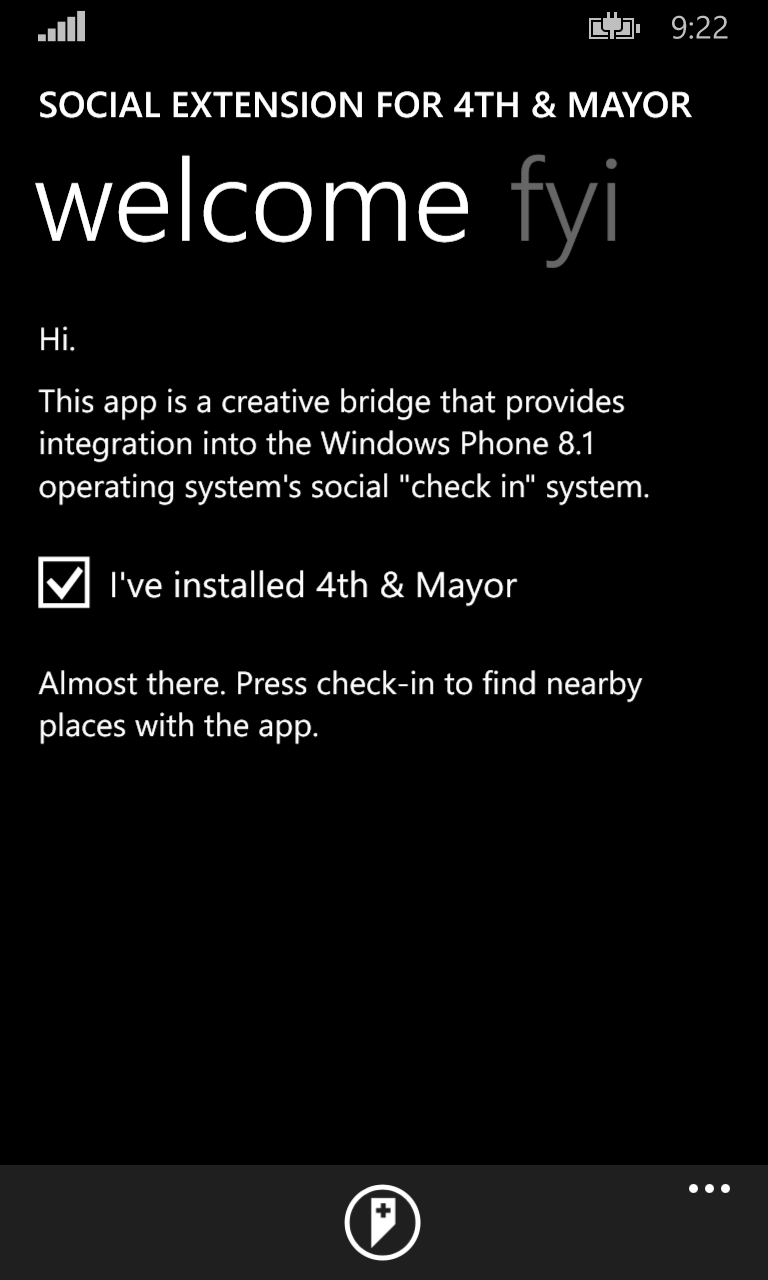 9:22
SOCIAL EXTENSION FOR 4TH & MAYOR
welcome fyi
Hi.
This app is a creative bridge that provides
integration into the Windows Phone 8.1
operating system's social "check in" system.
I've installed 4th & Mayor
Almost there. Press check-in to find nearby
places with the app.